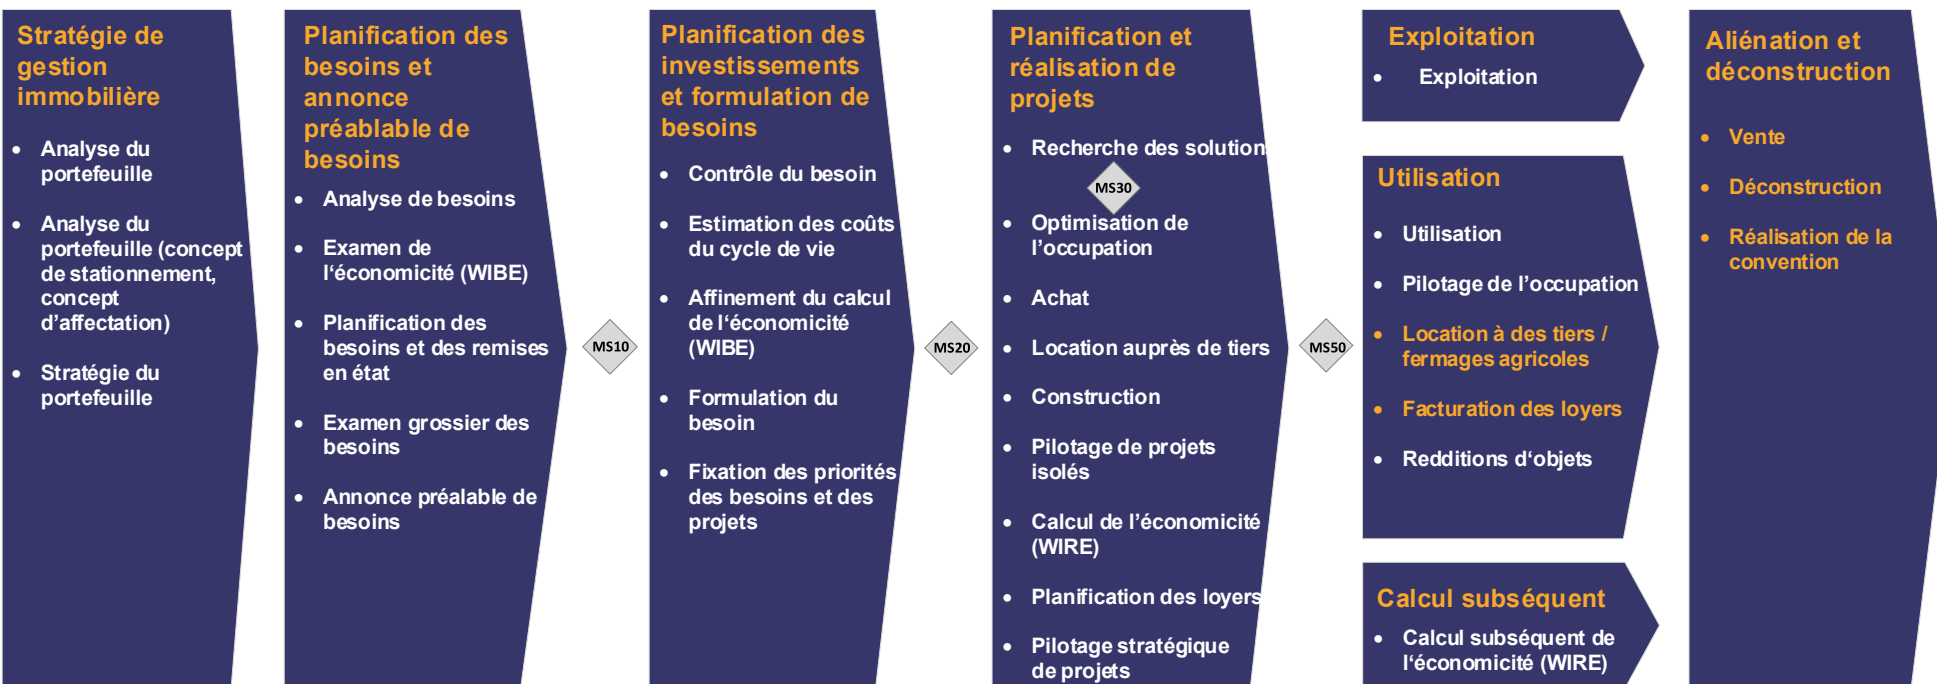 Stratégie de
gestion
immobilière
• Analyse du
portefeuille
• Analyse du
portefeuille (concept
de stationnement,
concept
d’affectation)
• Stratégie du
portefeuille
Planification des
besoins et
annonce
préablable de
besoins
• Analyse de besoins
• Examen de
l‘économicité (WIBE)
• Planification des
besoins et des remises
en état
• Examen grossier des
besoins
• Annonce préalable de
besoins
MS10
Planification des
investissements
et formulation de
besoins
• Contrôle du besoin
• Estimation des coûts
du cycle de vie
• Affinement du calcul
de l‘économicité
(WIBE)
• Formulation du
besoin
• Fixation des priorités
des besoins et des
projets
MS20
Planification et
réalisation de
projets
• Recherche des solution
MS30
• Optimisation de
l’occupation
• Achat
• Location auprès de tiers
• Construction
• Pilotage de projets
isolés
• Calcul de l’économicité
(WIRE)
• Planification des loyers
• Pilotage stratégique
de projets
MS50
Exploitation
• Exploitation
Utilisation
• Utilisation
• Pilotage de l’occupation
• Location à des tiers /
fermages agricoles
• Facturation des loyers
• Redditions d‘objets
Calcul subséquent
• Calcul subséquent de
l‘économicité (WIRE)
Aliénation et
déconstruction
• Vente
• Déconstruction
• Réalisation de la
convention